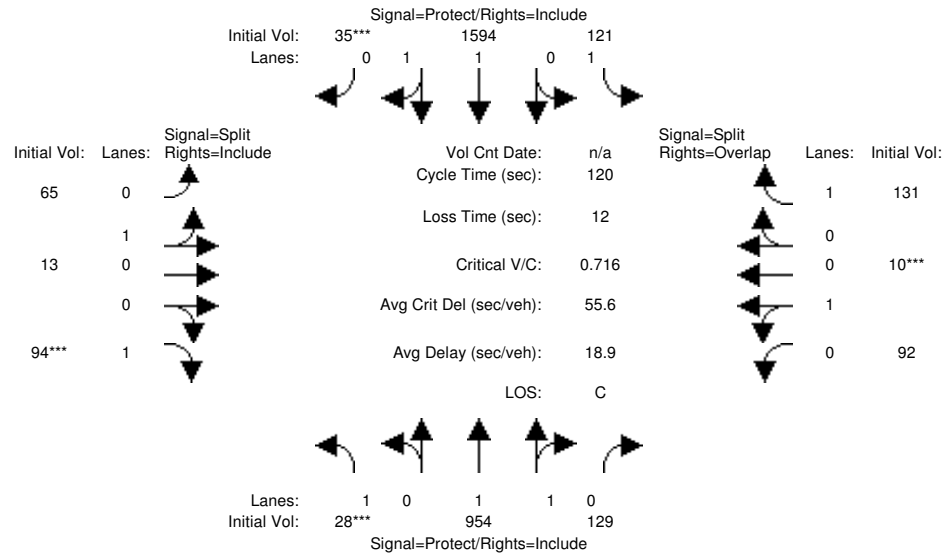 Signal=Protect/Rights=Include
Initial Vol: 35*** 1594 121
Lanes: 0 1 1 0 1
Signal=Split
Signal=Split
Initial Vol: Lanes: Rights=Include Vol Cnt Date: n/a Rights=Overlap Lanes: Initial Vol:
Cycle Time (sec): 120
65 0 1 131
Loss Time (sec): 12
1 0
13 0 Critical V/C: 0.716 0 10***
0 Avg Crit Del (sec/veh): 55.6 1
94*** 1 Avg Delay (sec/veh): 18.9 0 92
LOS: C
Lanes: 1 0 1 1 0
Initial Vol: 28*** 954 129
Signal=Protect/Rights=Include